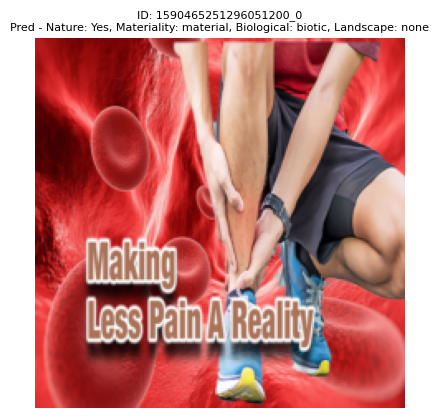 ID: 1590465251296051200_0
Pred - Nature: Yes, Materiality: material, Biological: biotic, Landscape: none
Making
Less Pain A Reality